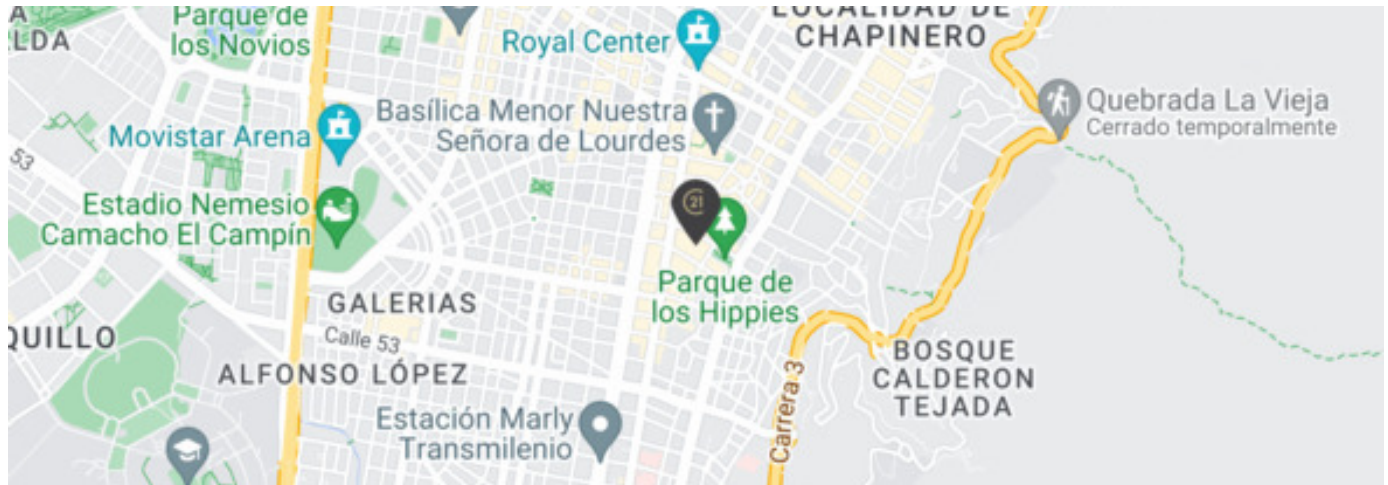 A
LDA
Parque de
los Novios
Royal Center
LOCALIDAD DE
CHAPINERO
Basílica Menor Nuestra
Señora de Lourdes
Quebrada La Vieja
Cerrado temporalmente
Movistar Arena
53
Estadio Nemesio
Camacho El Campín
21
Parque de
los Hippies
GALERIAS
QUILLO
Calle 53
ALFONSO LÓPEZ
BOSQUE
CALDERON
TEJADA
Carrera 3
Estación Marly
Transmilenio